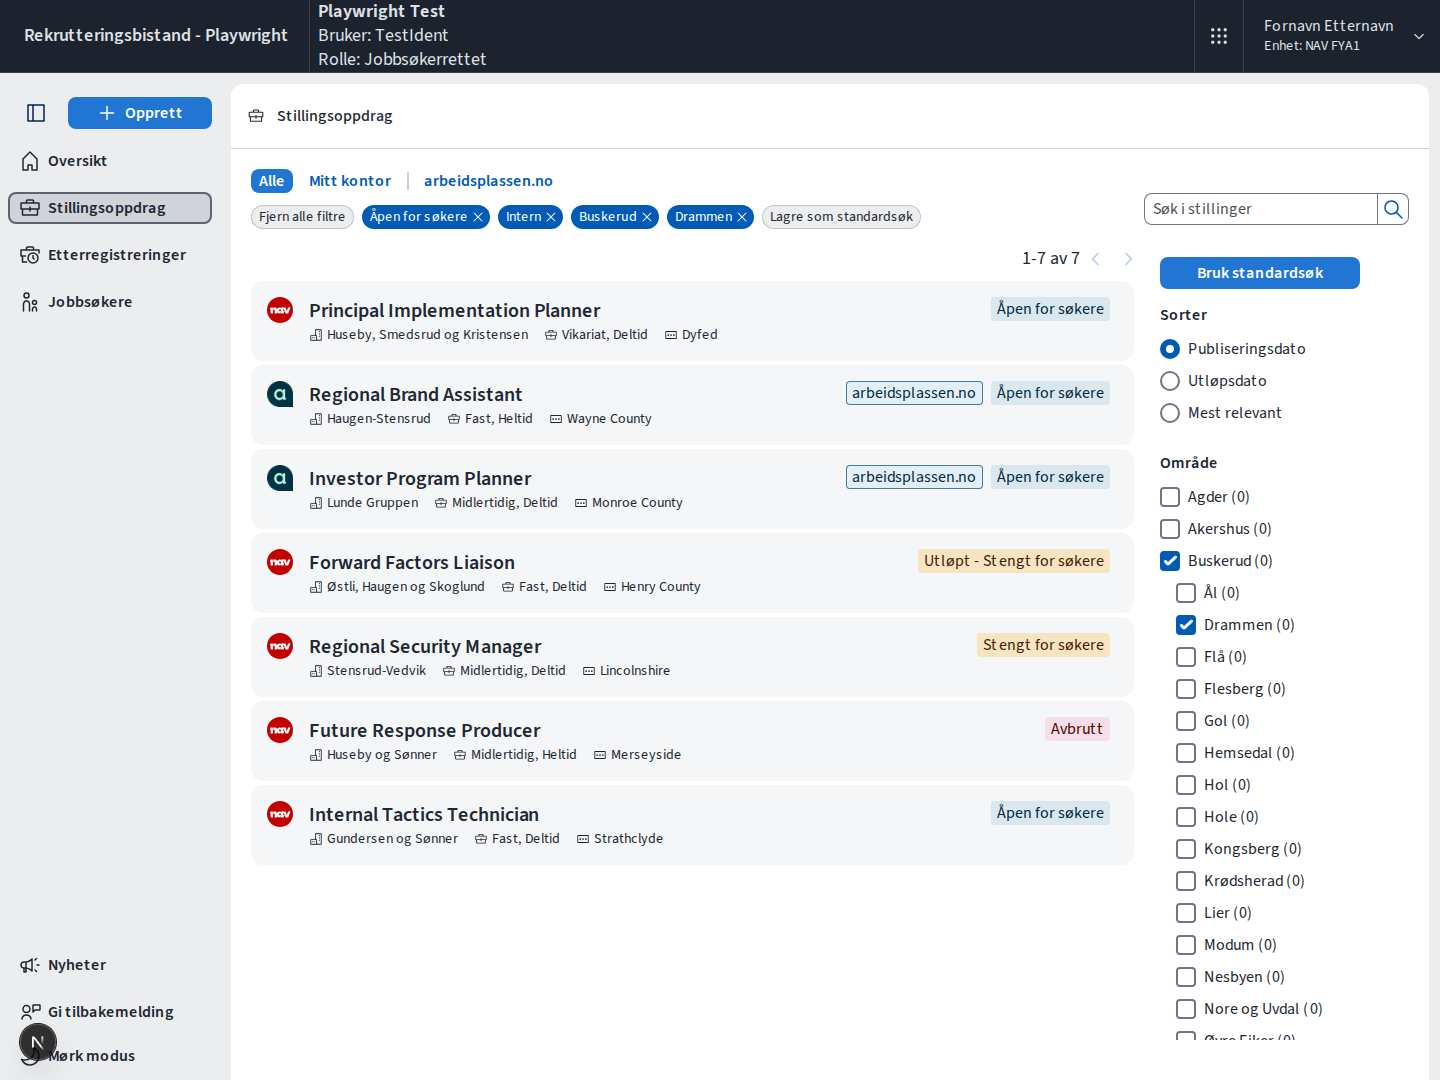 Rekrutteringsbistand - Playwright
Playwright Test
Bruker: TestIdent
Rolle: Jobbsøkerrettet
Fornavn Etternavn
Enhet: NAV FYA1
Opprett
Oversikt
Stillingsoppdrag
Etterregistreringer
Jobbsøkere
Nyheter
Gi tilbakemelding
Mørk modus
N
Stillingsoppdrag
Alle
Mitt kontor
arbeidsplassen.no
Fjern alle filtre
Åpen for søkere
Intern
Buskerud
Drammen
Lagre som standardsøk
Søk i stillinger
1-7 av 7
nav
Principal Implementation Planner
Åpen for søkere
Huseby, Smedsrud og Kristensen
Vikariat, Deltid
Dyfed
a
Regional Brand Assistant
arbeidsplassen.no
Åpen for søkere
Haugen-Stensrud
Fast, Heltid
Wayne County
a
Investor Program Planner
arbeidsplassen.no
Åpen for søkere
Lunde Gruppen
Midlertidig, Deltid
Monroe County
nav
Forward Factors Liaison
Utløpt - Stengt for søkere
Østli, Haugen og Skoglund
Fast, Deltid
Henry County
nav
Regional Security Manager
Stengt for søkere
Stensrud-Vedvik
Midlertidig, Deltid
Lincolnshire
nav
Future Response Producer
Avbrutt
Huseby og Sønner
Midlertidig, Heltid
Merseyside
nav
Internal Tactics Technician
Åpen for søkere
Gundersen og Sønner
Fast, Deltid
Strathclyde
Bruk standardsøk
Sorter
Publiseringsdato
Utløpsdato
Mest relevant
Område
Agder (0)
Akershus (0)
Buskerud (0)
Ål (0)
Drammen (0)
Flå (0)
Flesberg (0)
Gol (0)
Hemsedal (0)
Hol (0)
Hole (0)
Kongsberg (0)
Krødsherad (0)
Lier (0)
Modum (0)
Nesbyen (0)
Nore og Uvdal (0)
Øvre Eiker (0)